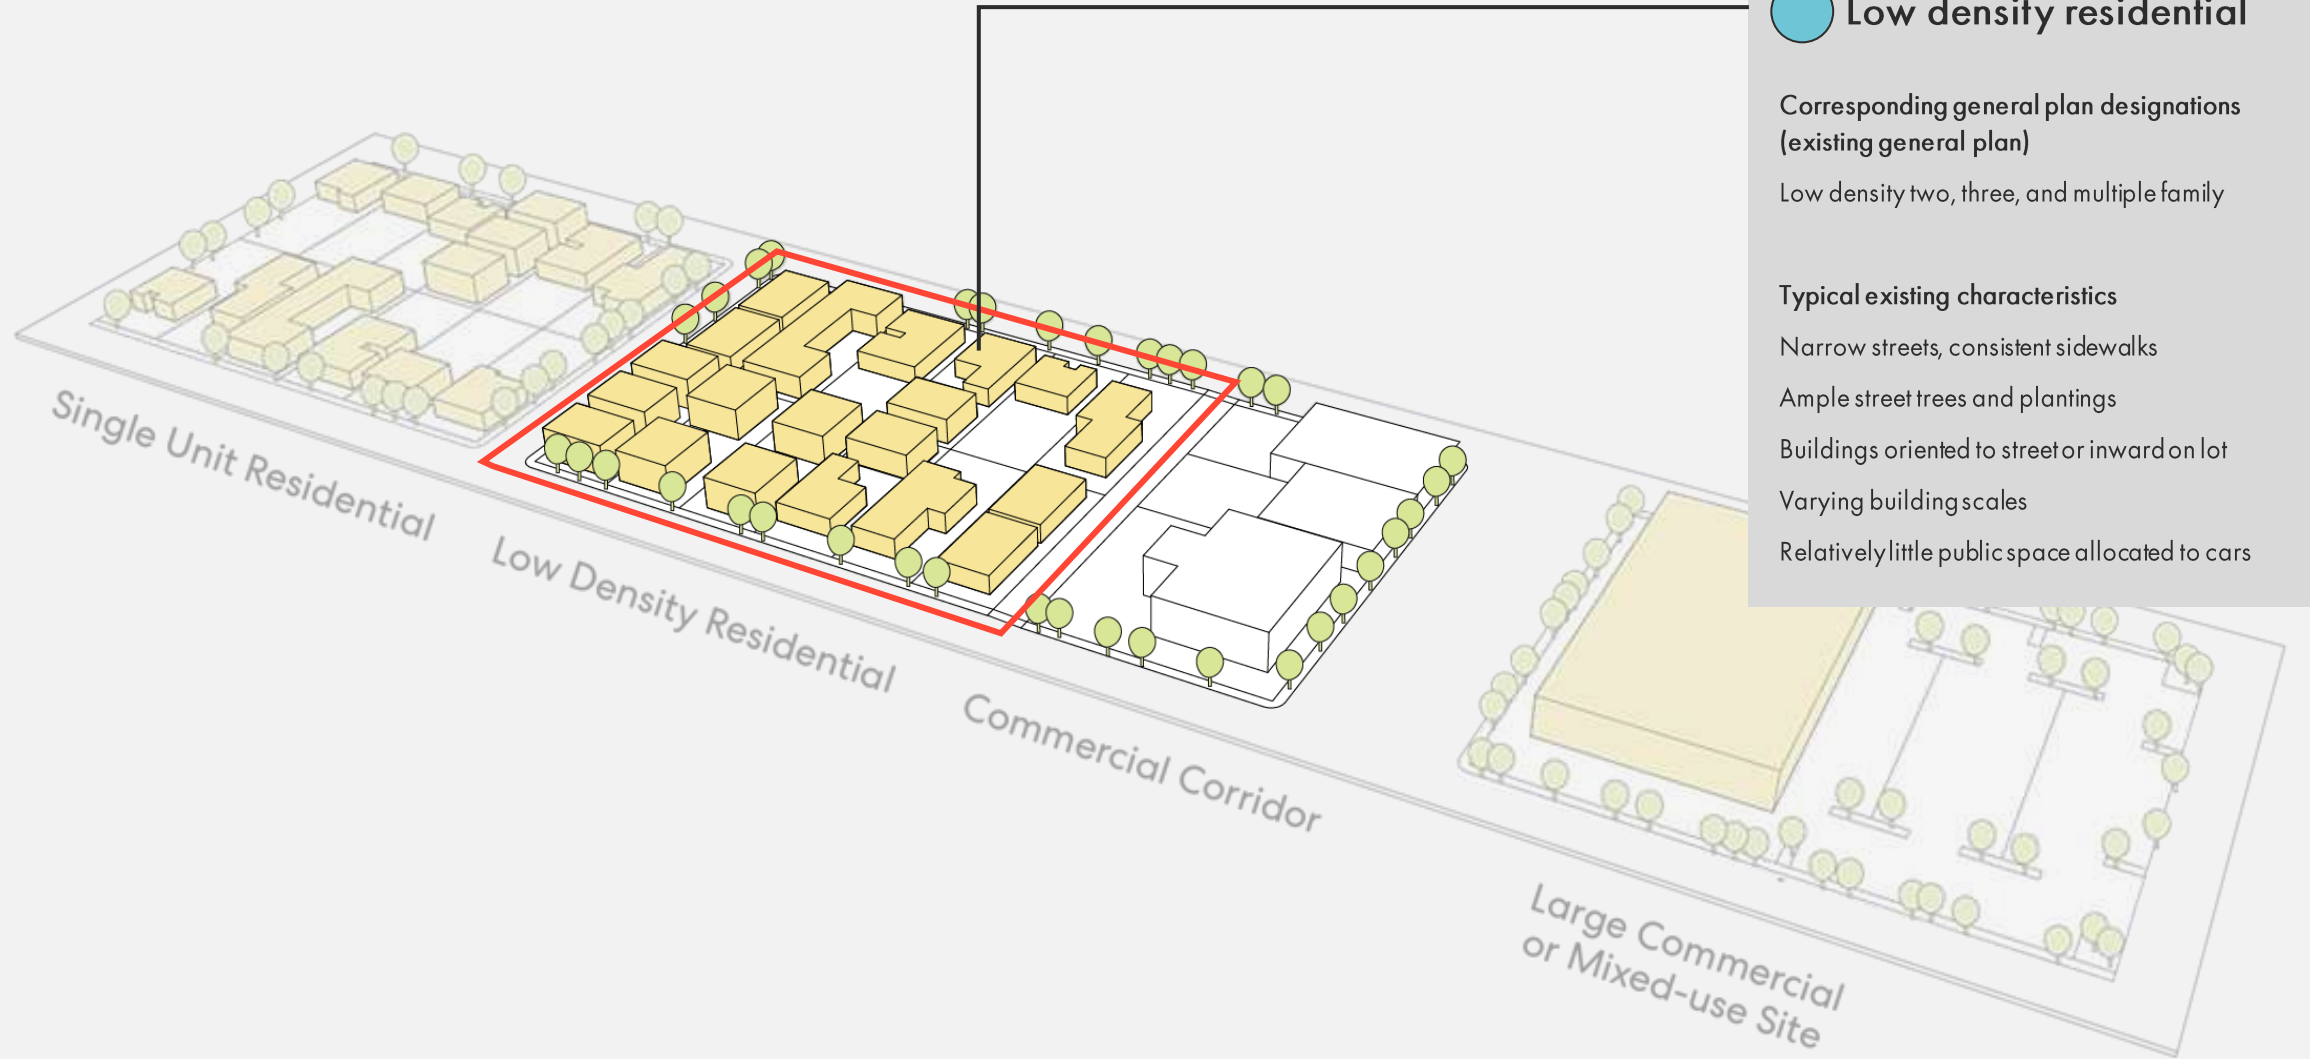 Low density residential
Corresponding general plan designations
(existing general plan)
Low density two, three, and multiple family
Typical existing characteristics
Narrow streets, consistent sidewalks
Ample street trees and plantings
Buildings oriented to street or inward on lot
Varying building scales
Relatively little public space allocated to cars
Single Unit Residential
Low Density Residential
Commercial Corridor
Large Commercial
or Mixed-use Site